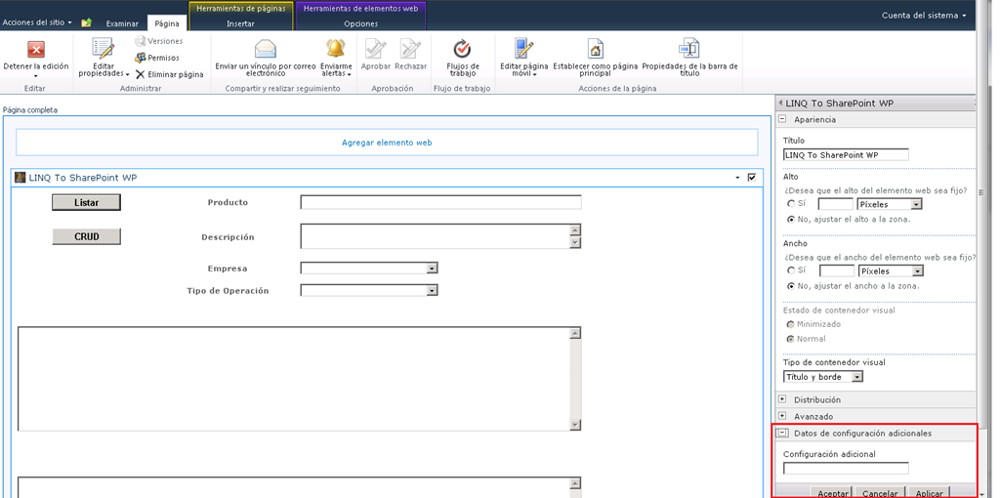 Herramientas de páginas
Herramientas de elementos web
Acciones del sitio
Examinar
Página
Insertar
Opciones
Cuenta del sistema
Detener la edición
Editar propiedades
Versiones
Permisos
Eliminar página
Enviar un vínculo por correo
electrónico
Enviarme
alertas
Aprobar
Rechazar
Flujos de
trabajo
Editar página
móvil
Establecer como página
principal
Propiedades de la barra de
título
Editar
Administrar
Compartir y realizar seguimiento
Aprobación
Flujo de trabajo
Acciones de la página
Página completa
Agregar elemento web
LINQ To SharePoint WP
Listar
Producto
CRUD
Descripción
Empresa
Tipo de Operación
LINQ To SharePoint WP
Apariencia
Título
LINQ To SharePoint WP
Alto
¿Desea que el alto del elemento web sea fijo?
Sí
Píxeles
No, ajustar el alto a la zona.
Ancho
¿Desea que el ancho del elemento web sea fijo?
Sí
Píxeles
No, ajustar el ancho a la zona.
Estado de contenedor visual
Minimizado
Normal
Tipo de contenedor visual
Título y borde
Distribución
Avanzado
Datos de configuración adicionales
Configuración adicional
Aceptar
Cancelar
Aplicar